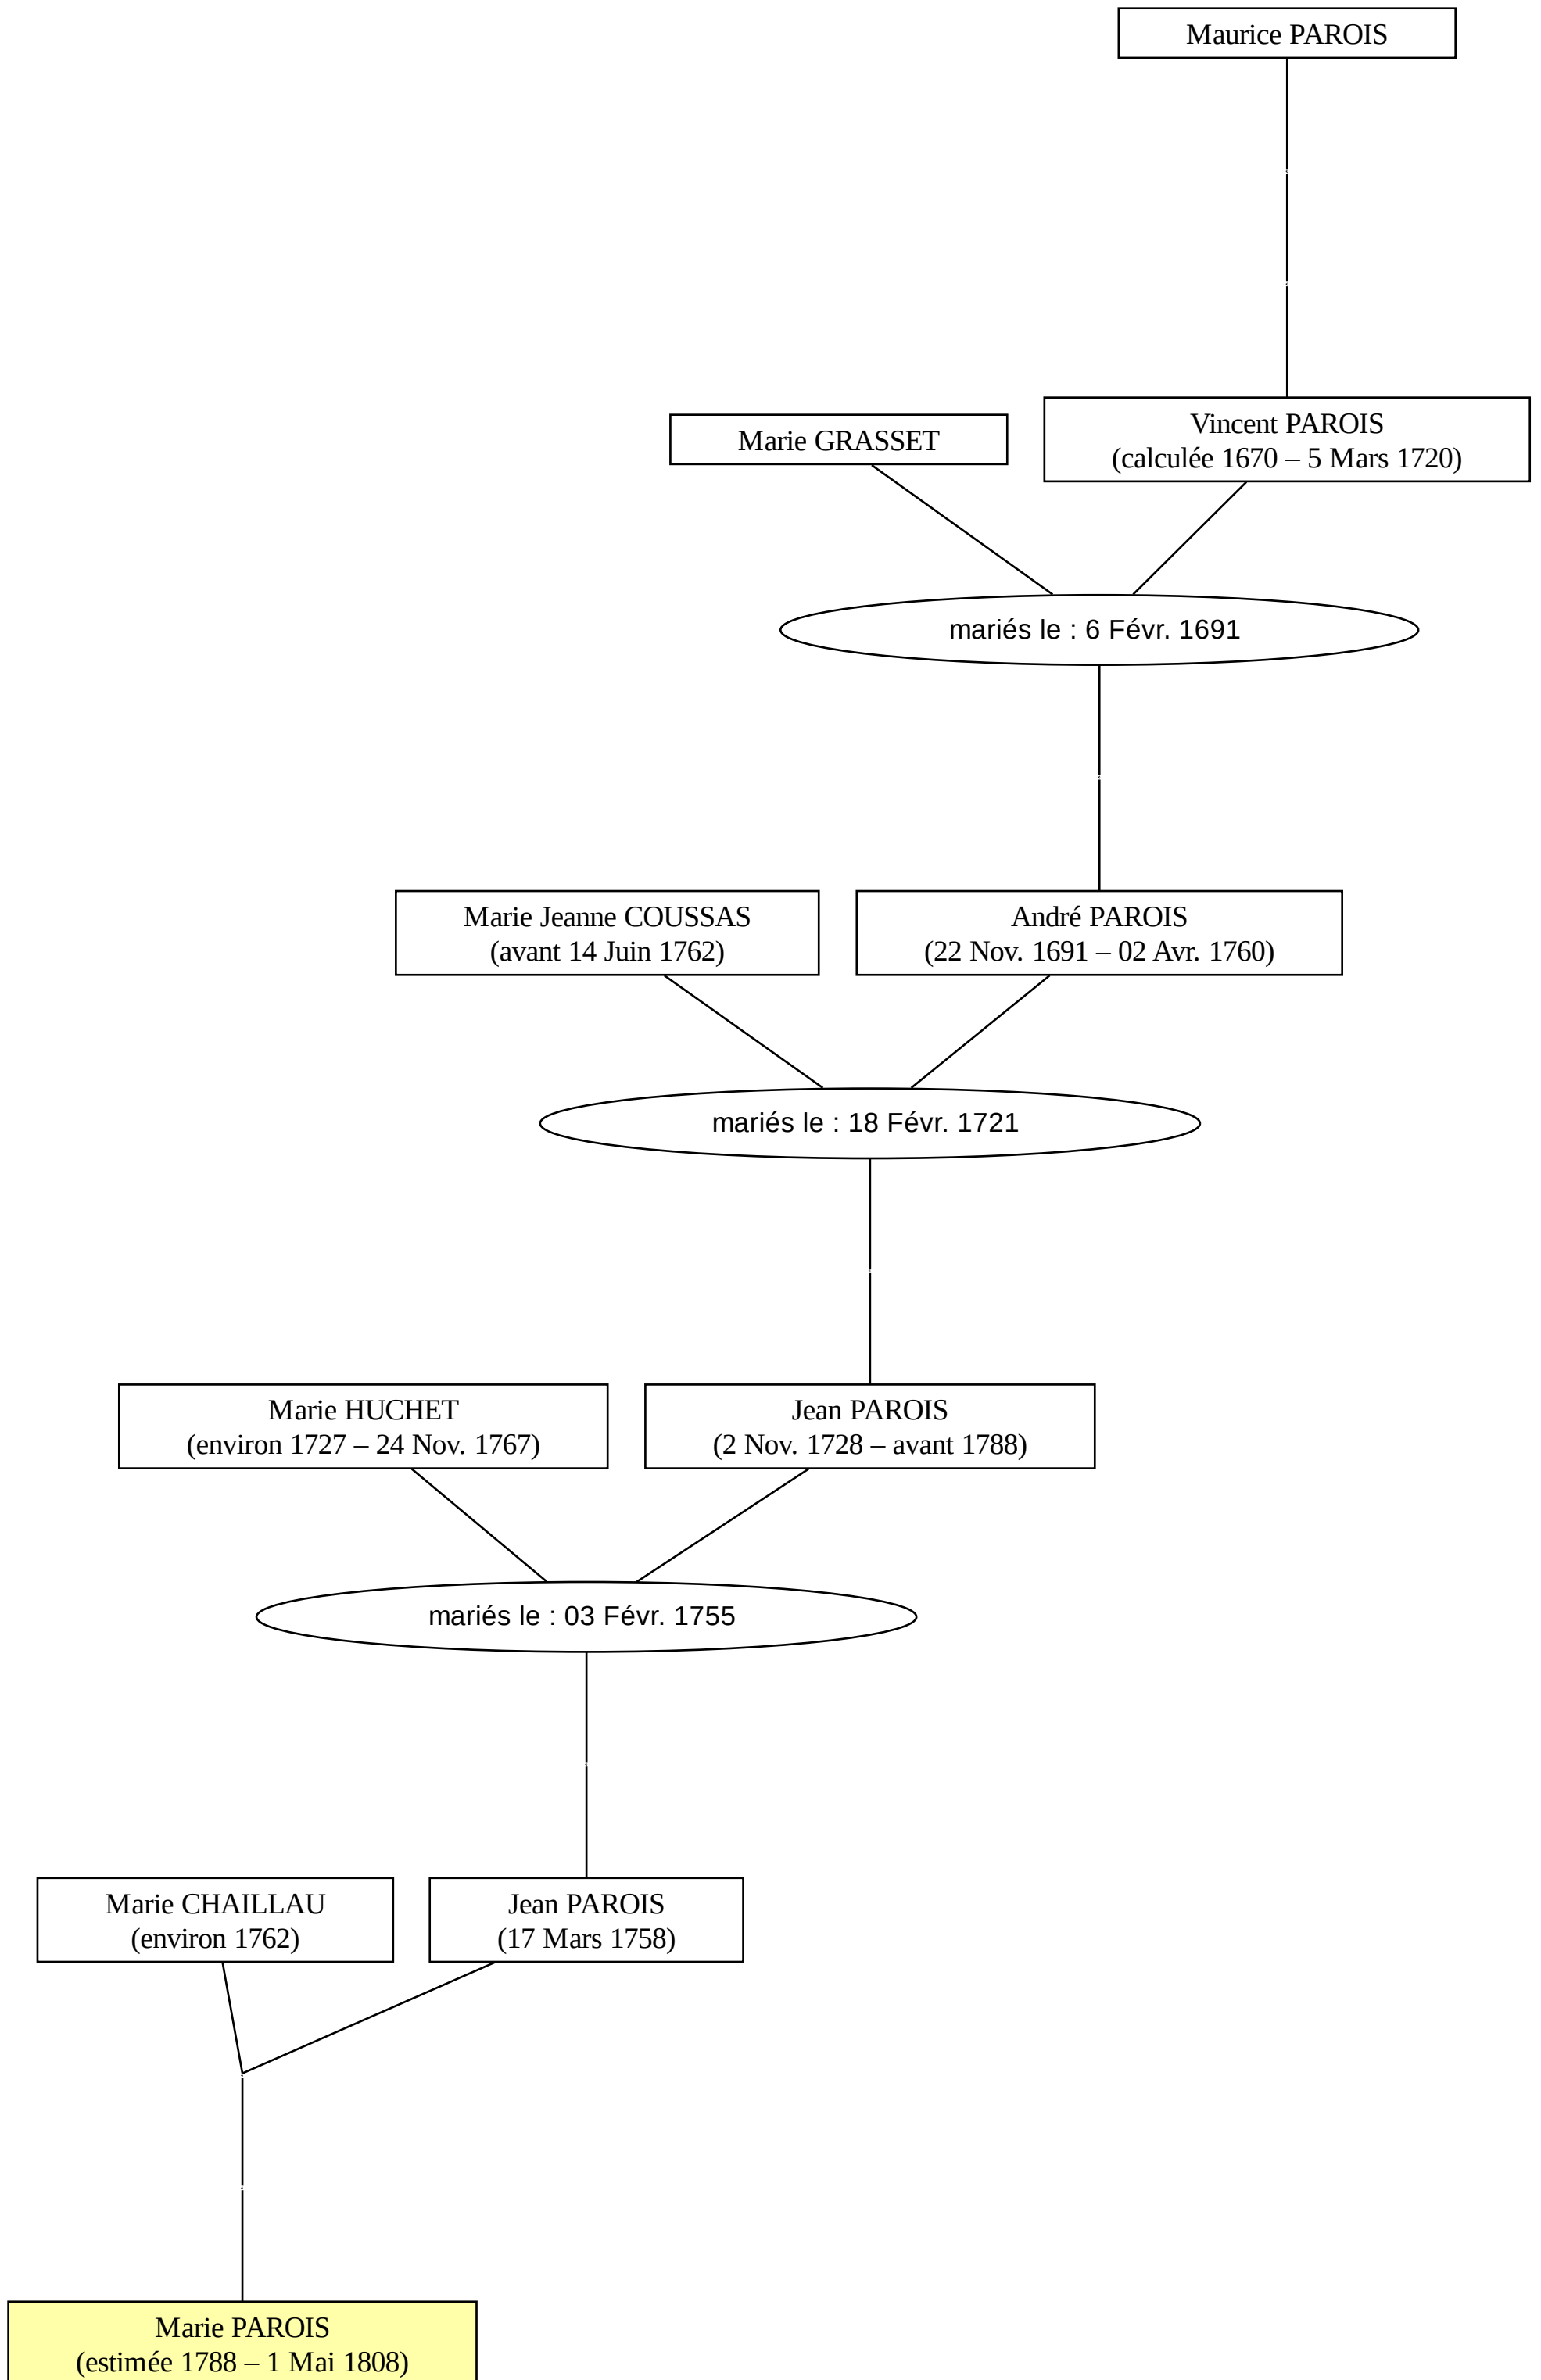 Maurice PAROIS
Marie GRASSET
Vincent PAROIS
(calculée 1670 – 5 Mars 1720)
mariés le : 6 Févr. 1691
Marie Jeanne COUSSAS
(avant 14 Juin 1762)
André PAROIS
(22 Nov. 1691 – 02 Avr. 1760)
mariés le : 18 Févr. 1721
Marie HUCHET
(environ 1727 – 24 Nov. 1767)
Jean PAROIS
(2 Nov. 1728 – avant 1788)
mariés le : 03 Févr. 1755
Marie CHAILLAU
(environ 1762)
Jean PAROIS
(17 Mars 1758)
Marie PAROIS
(estimée 1788 – 1 Mai 1808)